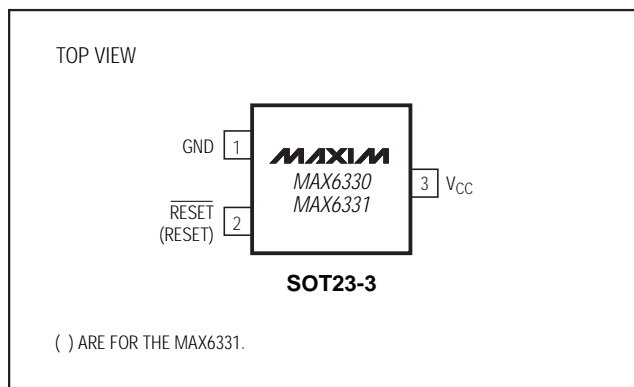 TOP VIEW
GND 1
MAXIM
MAX6330
MAX6331
3 VCC
RESET
(RESET) 2
SOT23-3
( ) ARE FOR THE MAX6331.